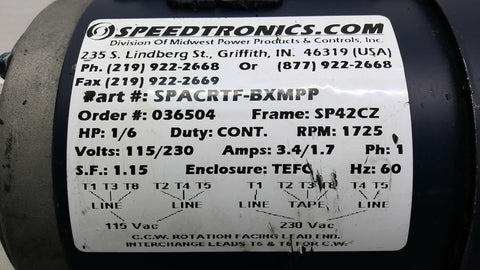 SPEEDTRONICS.COM
Division Of Midwest Power Products & Controls, Inc.
235 S. Lindberg St., Griffith, IN. 46319 (USA)
Ph. (219) 922-2668 Or (877) 922-2668
Fax (219) 922-2669
Part #: SPACRTF-BXMPP
Order #: 036504 Frame: SP42CZ
HP: 1/6 Duty: CONT. RPM: 1725
Volts: 115/230 Amps: 3.4/1.7 Ph: 1
S.F.: 1.15 Enclosure: TEFC Hz: 60
T1 T3 T8 T2 T4 T5 T1 T2 T3 T8 T4 T5
LINE LINE LINE TAPE LINE
115 Vac 230 Vac
C.C.W. ROTATION FACING LEAD END.
INTERCHANGE LEADS T5 & T8 FOR C.W.